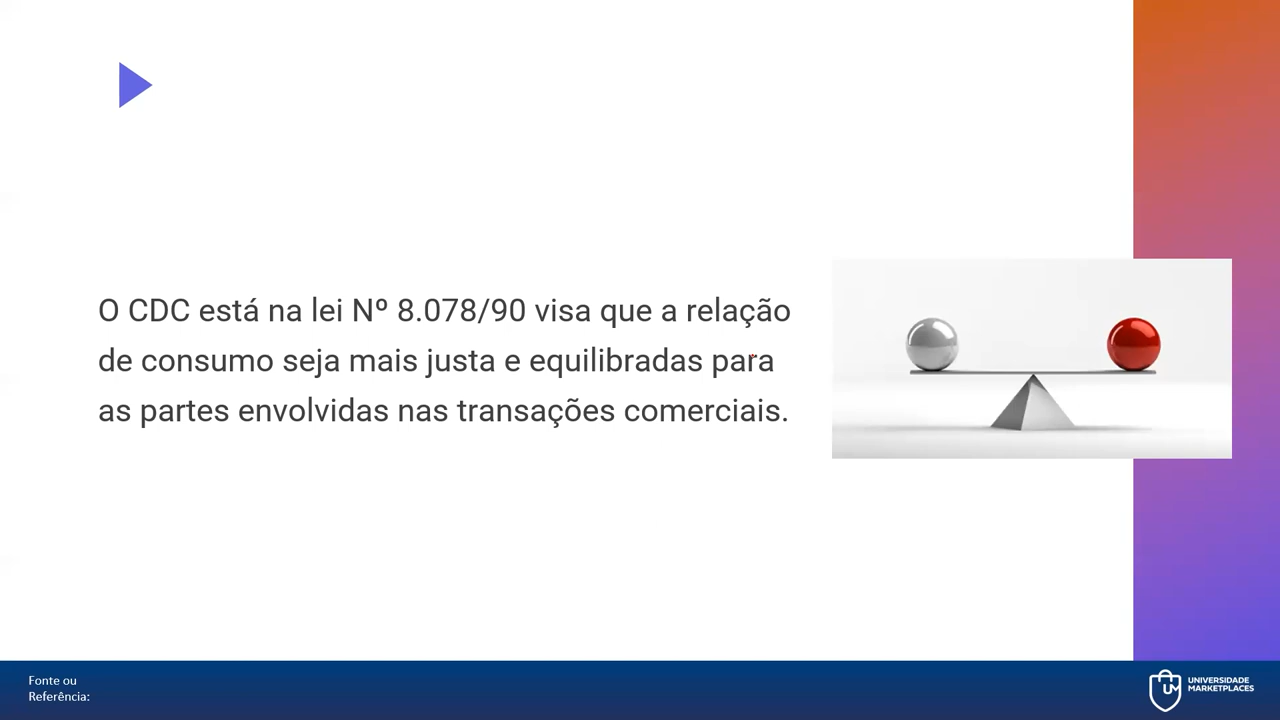 O CDC está na lei Nº 8.078/90 visa que a relação
de consumo seja mais justa e equilibradas para
as partes envolvidas nas transações comerciais.
Fonte ou
Referência:
UM
UNIVERSIDADE
MARKETPLACES